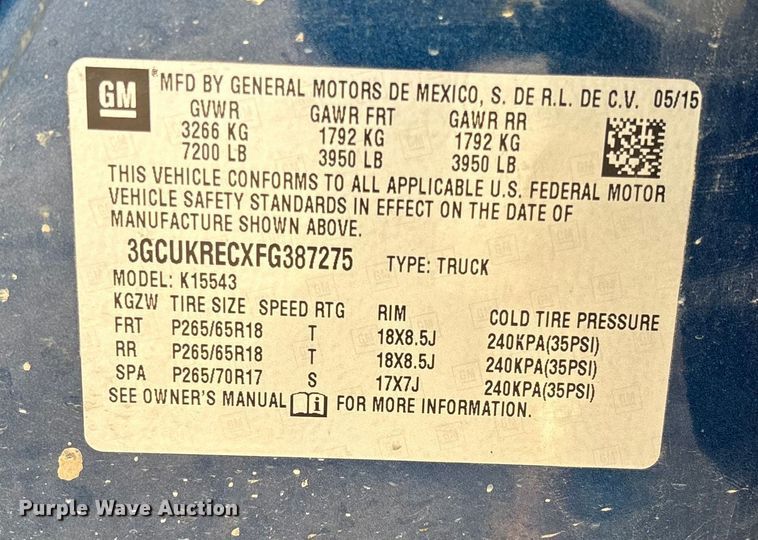 GM MFD BY GENERAL MOTORS DE MEXICO, S. DE R.L. DE C.V. 05/15
GVWR GAWR FRT GAWR RR
3266 KG 1792 KG 1792 KG
7200 LB 3950 LB 3950 LB
THIS VEHICLE CONFORMS TO ALL APPLICABLE U.S. FEDERAL MOTOR
VEHICLE SAFETY STANDARDS IN EFFECT ON THE DATE OF
MANUFACTURE SHOWN ABOVE.
3GCUKRECXFG387275 TYPE: TRUCK
MODEL: K15543
KGZW TIRE SIZE SPEED RTG RIM COLD TIRE PRESSURE
FRT P265/65R18 T 18X8.5J 240KPA(35PSI)
RR P265/65R18 T 18X8.5J 240KPA(35PSI)
SPA P265/70R17 S 17X7J 240KPA(35PSI)
SEE OWNER'S MANUAL i FOR MORE INFORMATION.
Purple Wave Auction